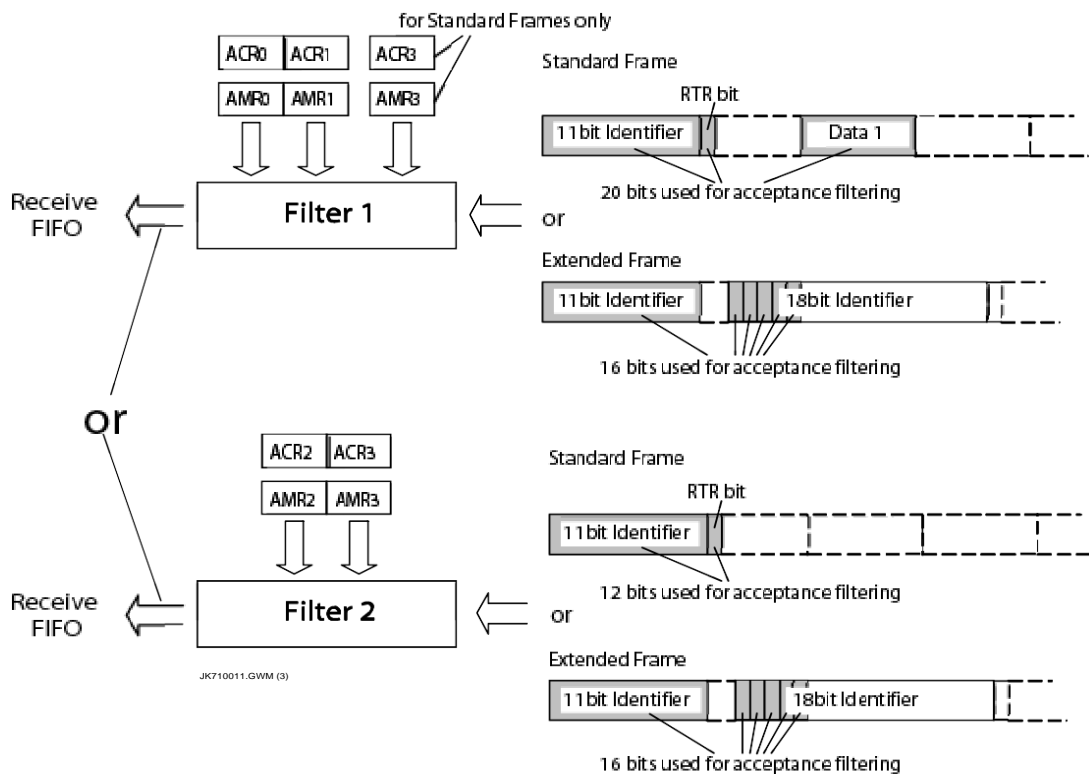 for Standard Frames only
ACR0 ACR1 ACR3
AMR0 AMR1 AMR3
Receive
FIFO
Filter 1
Standard Frame
RTR bit
11bit Identifier
Data 1
20 bits used for acceptance filtering
or
Extended Frame
11bit Identifier
18bit Identifier
16 bits used for acceptance filtering
or
ACR2 ACR3
AMR2 AMR3
Receive
FIFO
Filter 2
JK710011.GWM (3)
Standard Frame
RTR bit
11bit Identifier
12 bits used for acceptance filtering
or
Extended Frame
11bit Identifier
18bit Identifier
16 bits used for acceptance filtering